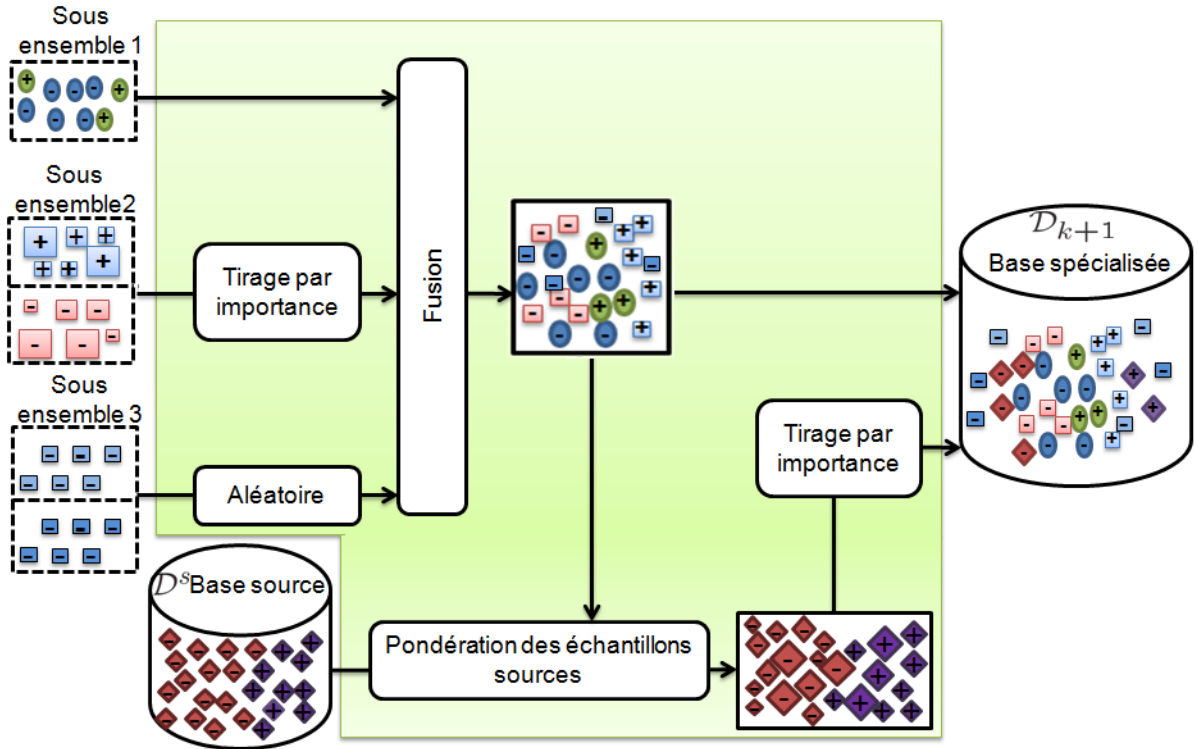 Sous
ensemble 1
Sous
ensemble2
Tirage par
importance
Sous
ensemble 3
Aléatoire
Fusion
𝒟ₖ₊₁
Base spécialisée
Tirage par
importance
𝒟ˢ Base source
Pondération des échantillons
sources